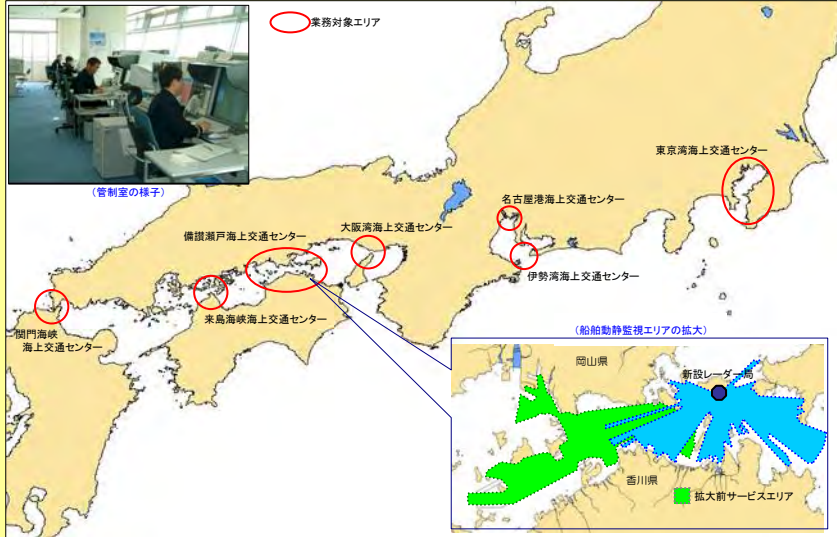 業務対象エリア
(管制室の様子)
東京湾海上交通センター
名古屋港海上交通センター
大阪湾海上交通センター
備讃瀬戸海上交通センター
伊勢湾海上交通センター
来島海峡海上交通センター
関門海峡
海上交通センター
(船舶動静監視エリアの拡大)
岡山県
新設レーダー局
香川県
拡大前サービスエリア